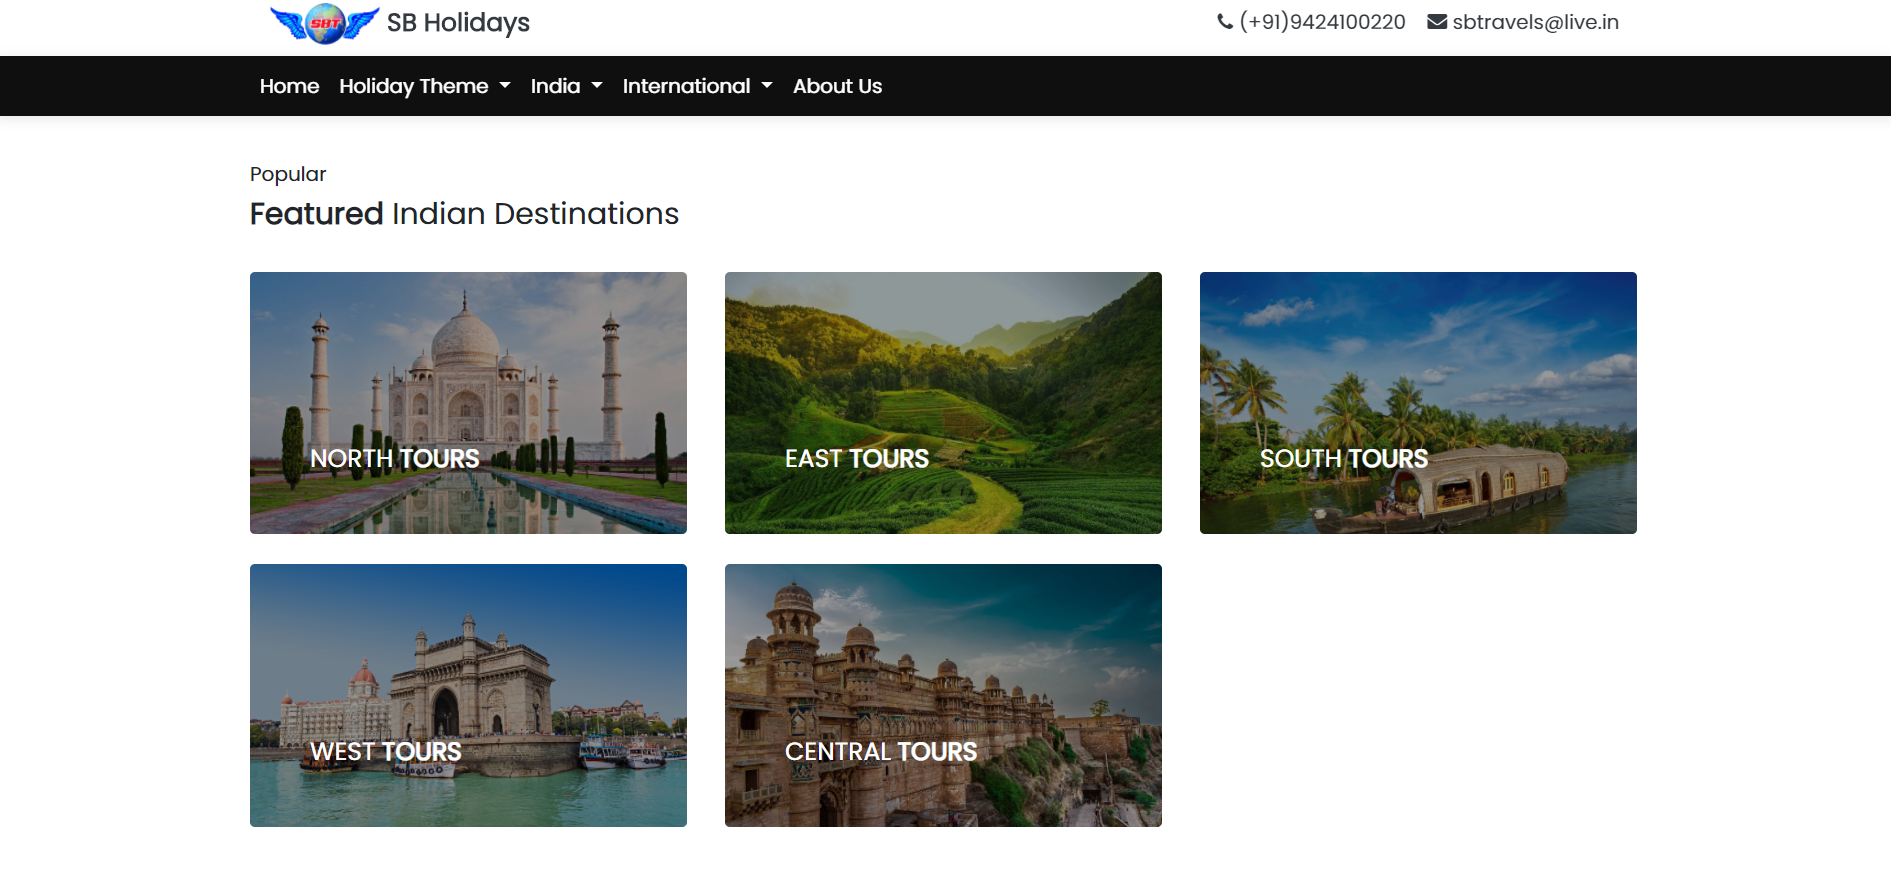 SBT SB Holidays
(+91)9424100220 sbtravels@live.in
Home Holiday Theme India International About Us
Popular
Featured Indian Destinations
NORTH TOURS
EAST TOURS
SOUTH TOURS
WEST TOURS
CENTRAL TOURS